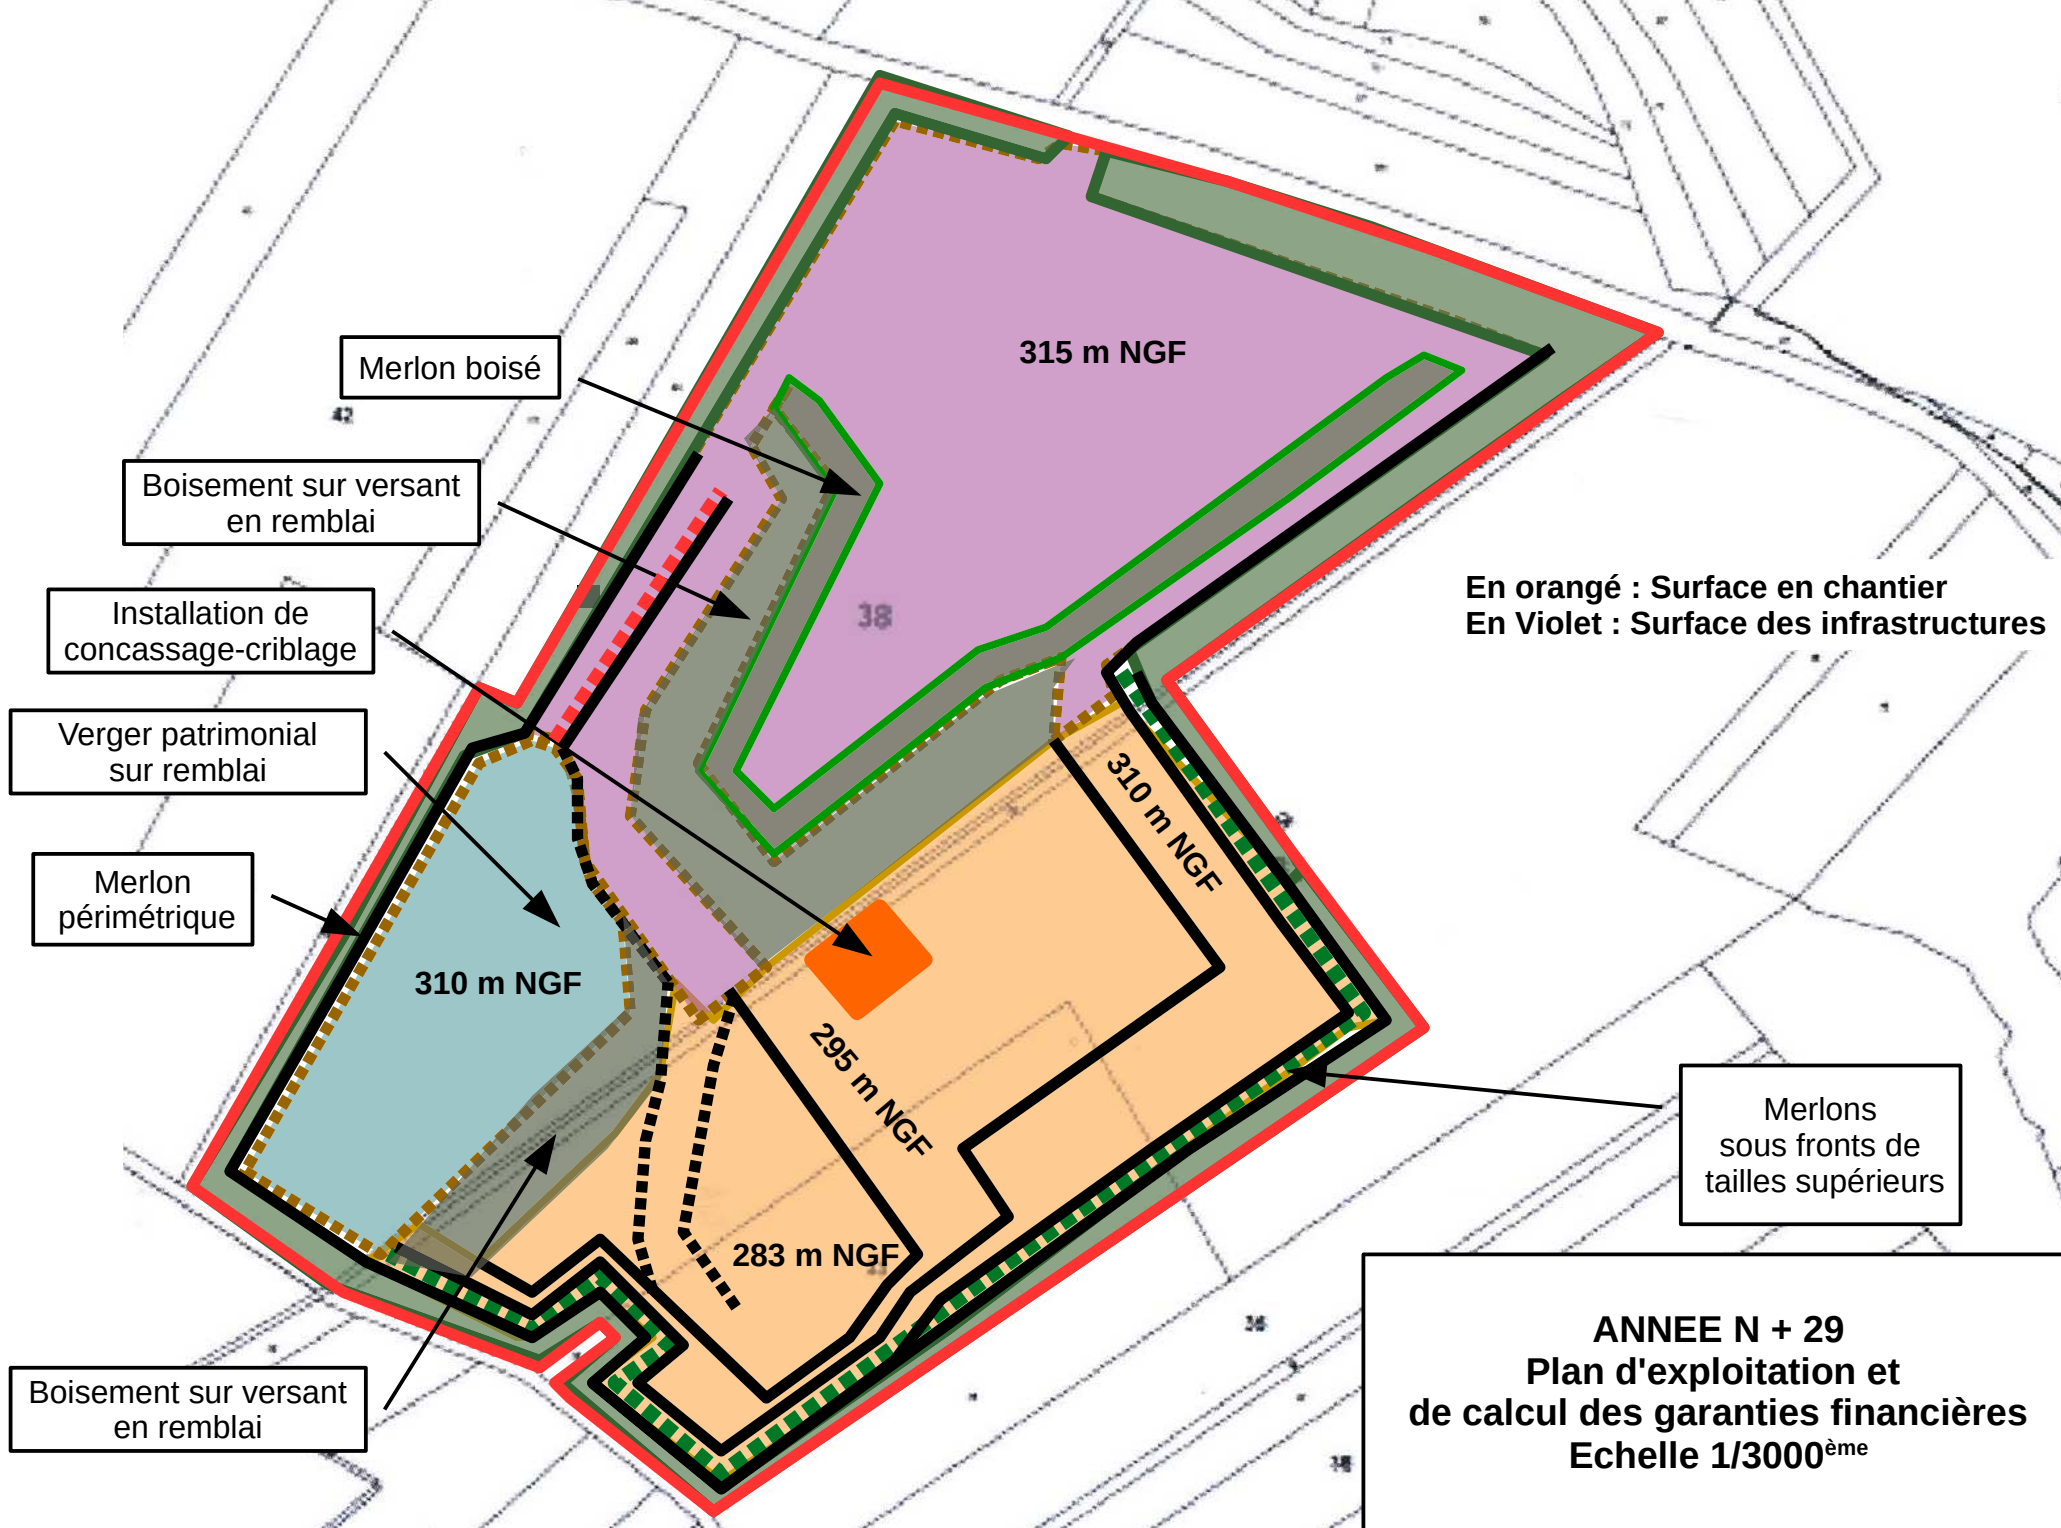 315 m NGF
Merlon boisé
42
Boisement sur versant
en remblai
En orangé : Surface en chantier
En Violet : Surface des infrastructures
38
Installation de
concassage-criblage
Verger patrimonial
sur remblai
310 m NGF
Merlon
périmétrique
310 m NGF
295 m NGF
Merlons
sous fronts de
tailles supérieurs
283 m NGF
36
ANNEE N + 29
Plan d'exploitation et
de calcul des garanties financières
Echelle 1/3000ème
Boisement sur versant
en remblai